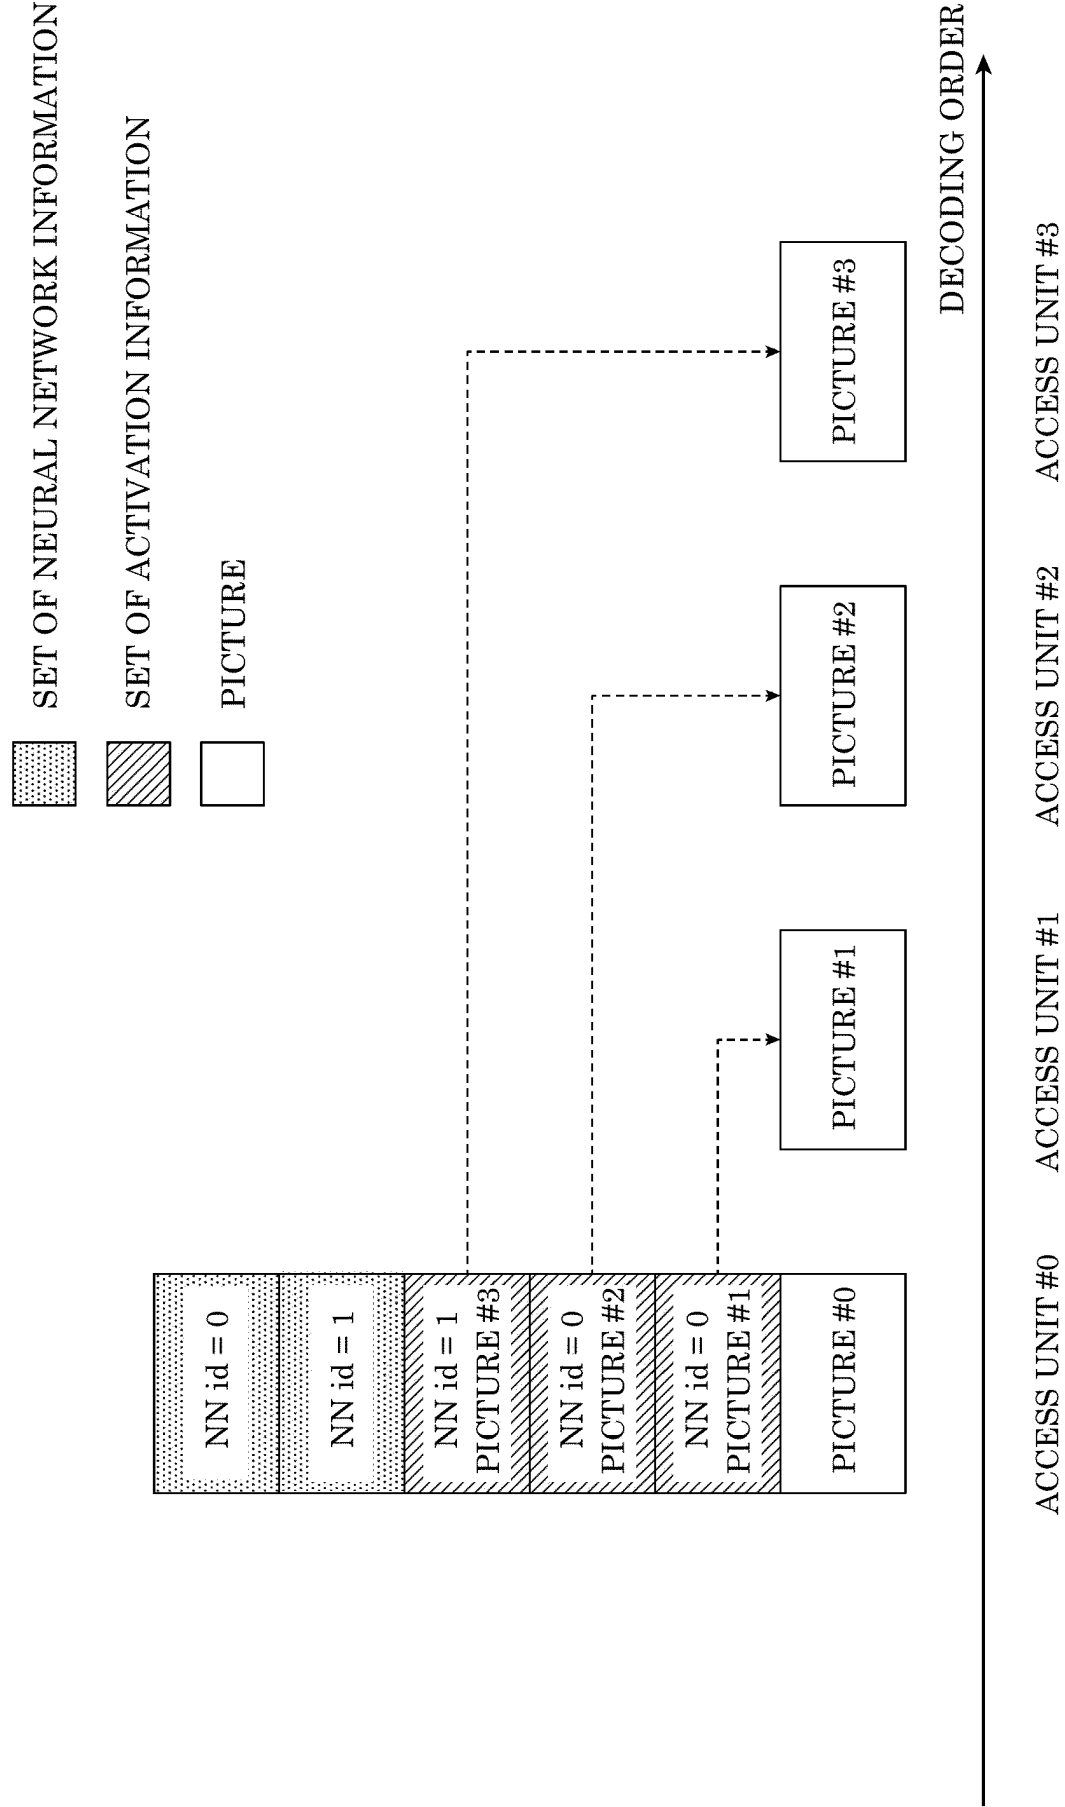 SET OF NEURAL NETWORK INFORMATION
SET OF ACTIVATION INFORMATION
PICTURE
NN id = 0
NN id = 1
NN id = 1
PICTURE #3
NN id = 0
PICTURE #2
NN id = 0
PICTURE #1
PICTURE #0
PICTURE #1
PICTURE #2
PICTURE #3
DECODING ORDER
ACCESS UNIT #0
ACCESS UNIT #1
ACCESS UNIT #2
ACCESS UNIT #3